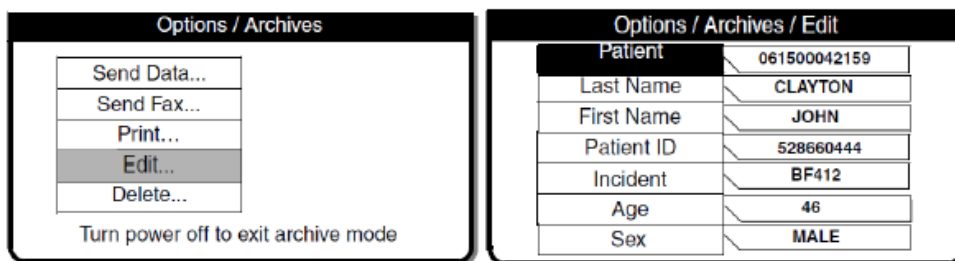 Options / Archives
Send Data...
Send Fax...
Print...
Edit...
Delete...
Turn power off to exit archive mode
Options / Archives / Edit
Patient 061500042159
Last Name CLAYTON
First Name JOHN
Patient ID 528660444
Incident BF412
Age 46
Sex MALE